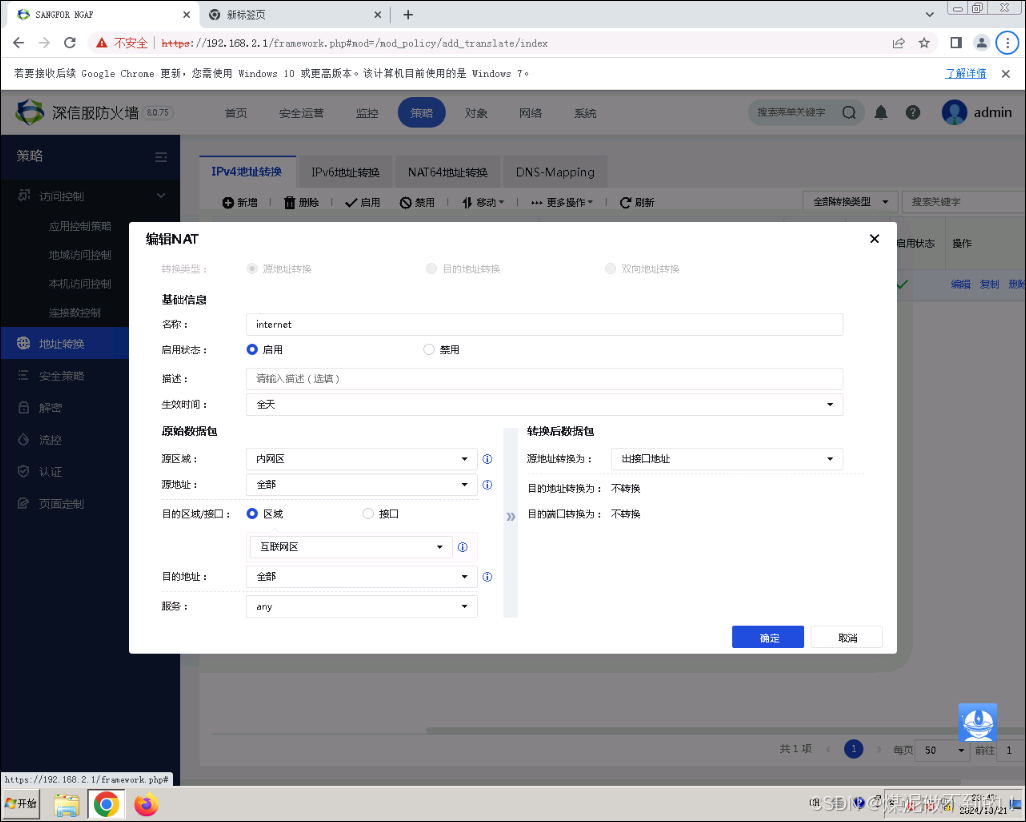 SANGFOR NGAF
新标签页
不安全 https://192.168.2.1/framework.php#mod=/mod_policy/add_translate/index
若要接收后续 Google Chrome 更新，您需使用 Windows 10 或更高版本。该计算机目前使用的是 Windows 7。 了解详情
深信服防火墙 8.0.75 首页 安全运营 监控 策略 对象 网络 系统 搜索菜单关键字 admin
策略
访问控制
应用控制策略
地域访问控制
本机访问控制
连接数控制
地址转换
安全策略
解密
流控
认证
页面定制
IPv4地址转换 IPv6地址转换 NAT64地址转换 DNS-Mapping
新增 删除 启用 禁用 移动 更多操作 刷新 全部转换类型 搜索关键字
启用状态 操作
编辑 复制 删除
编辑NAT
转换类型： 源地址转换 目的地址转换 双向地址转换
基础信息
名称： internet
启用状态： 启用 禁用
描述： 请输入描述（选填）
生效时间： 全天
原始数据包
源区域： 内网区
源地址： 全部
目的区域/接口： 区域 接口
互联网区
目的地址： 全部
服务： any
»
转换后数据包
源地址转换为： 出接口地址
目的地址转换为： 不转换
目的端口转换为： 不转换
确定 取消
共 1 项 1 每页 50 前往 1
https://192.168.2.1/framework.php#
开始
2024/10/21